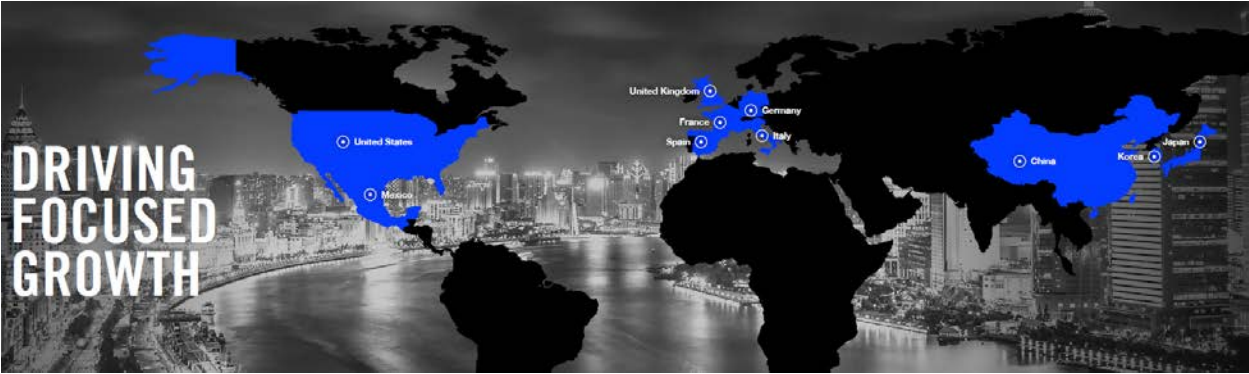 DRIVING
FOCUSED
GROWTH
United States
Mexico
United Kingdom
Germany
France
Italy
Spain
China
Korea
Japan